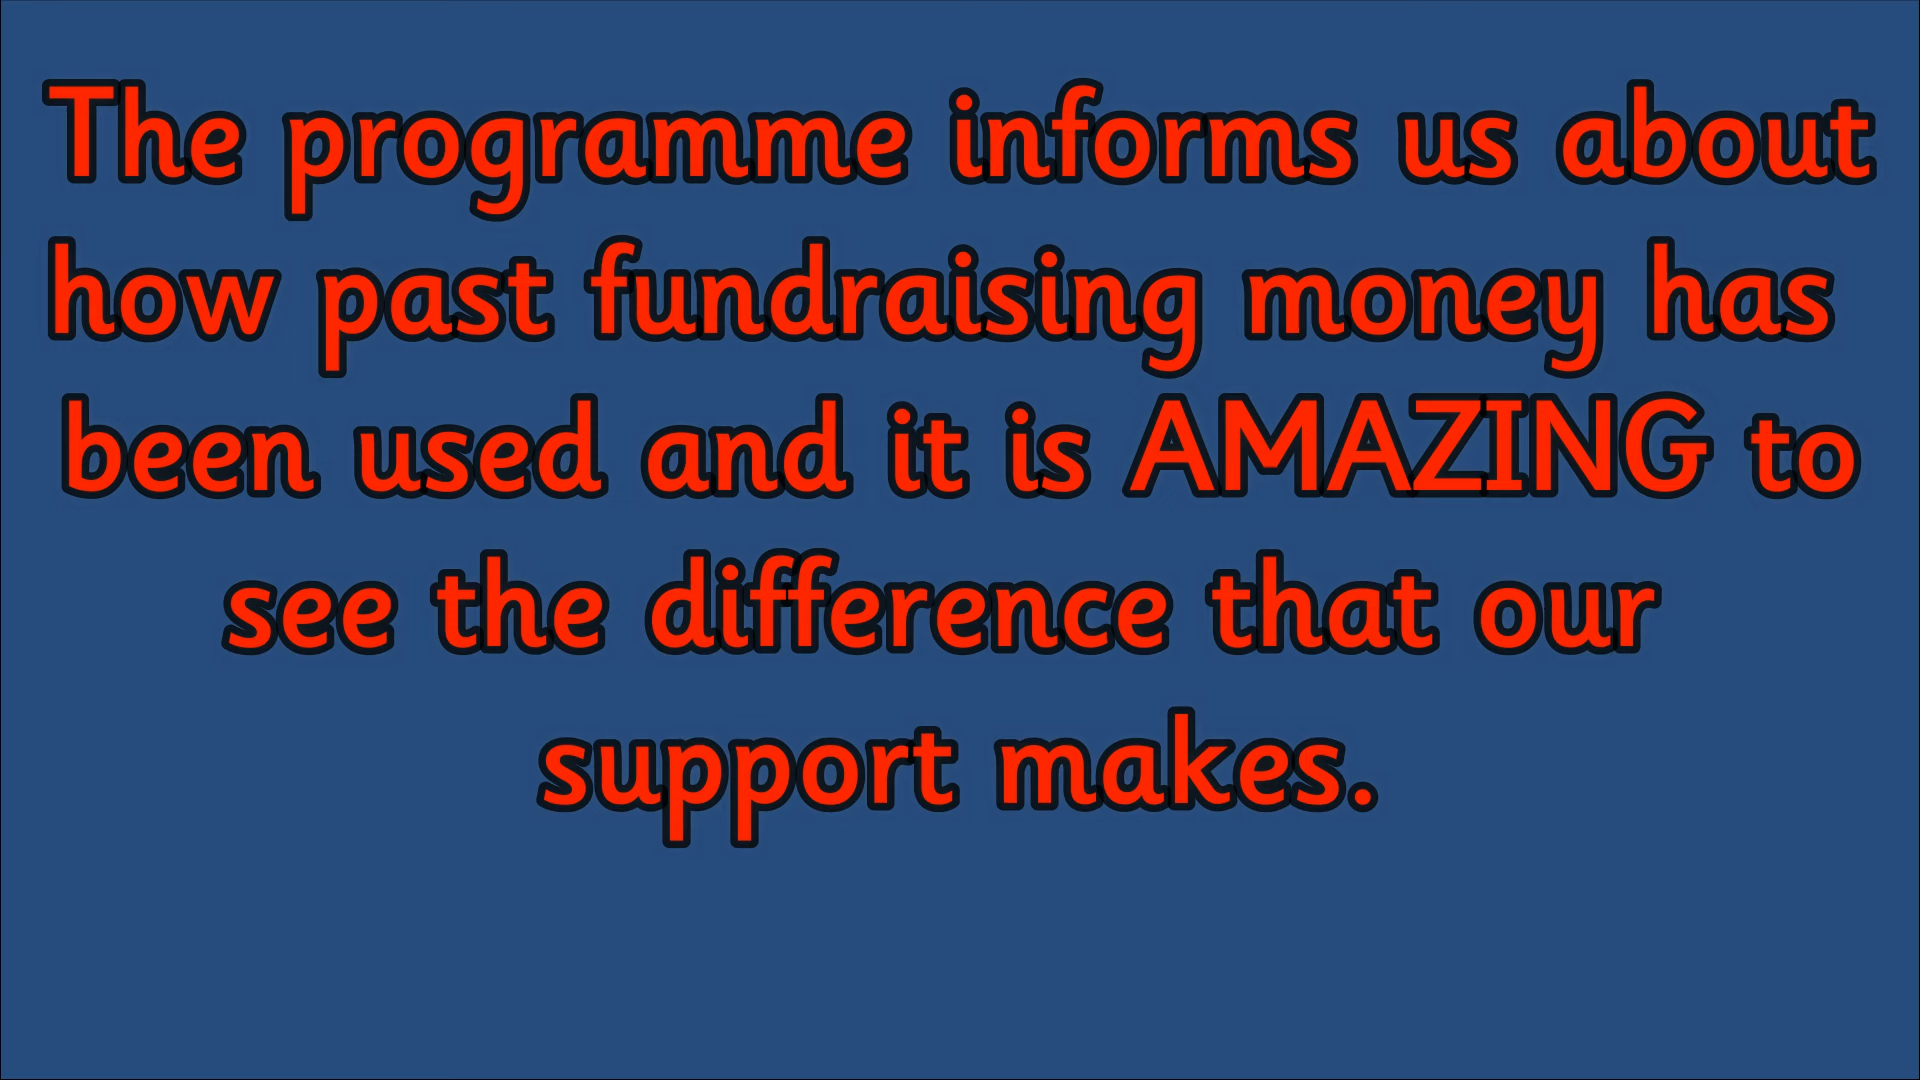 The programme informs us about
how past fundraising money has
been used and it is AMAZING to
see the difference that our
support makes.